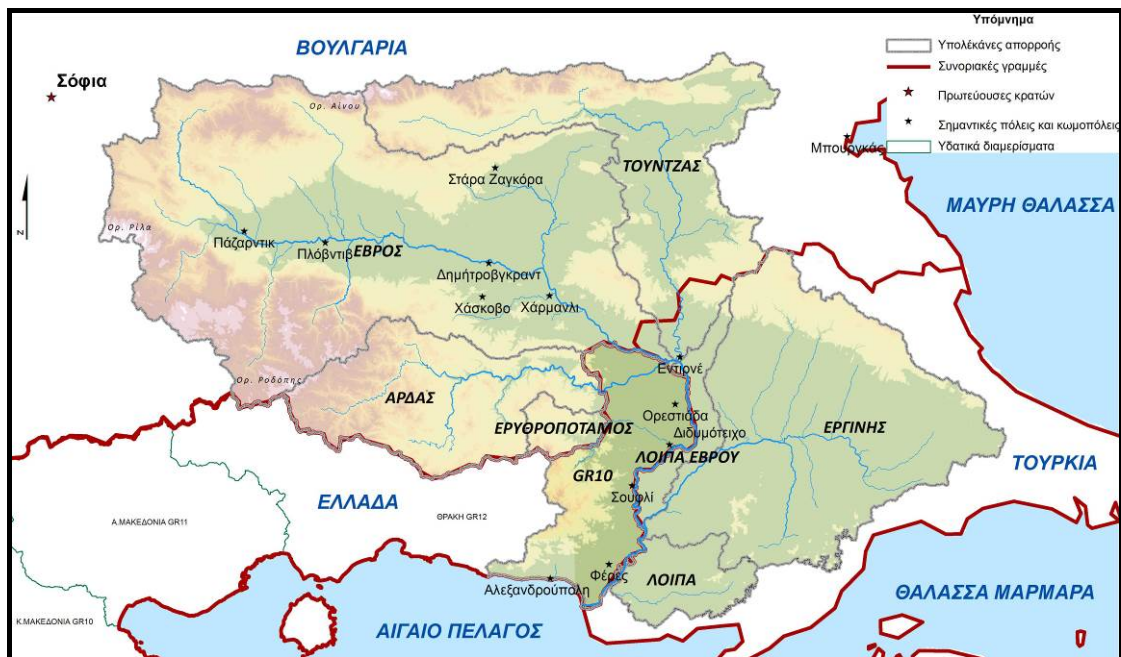 Υπόμνημα
Υπολεκάνες απορροής
Συνοριακές γραμμές
Πρωτεύουσες κρατών
Σημαντικές πόλεις και κωμοπόλεις
Υδατικά διαμερίσματα
ΒΟΥΛΓΑΡΙΑ
Σόφια
Ορ. Αίνου
Μπουργκάς
ΤΟΥΝΤΖΑΣ
Στάρα Ζαγκόρα
ΜΑΥΡΗ ΘΑΛΑΣΣΑ
Ορ. Ρίλα
N
Πάζαρντικ
Πλόβντιβ
ΕΒΡΟΣ
Δημήτροβγκραντ
Χάσκοβο
Χάρμανλι
Εντιρνέ
Ορ. Ροδόπης
ΑΡΔΑΣ
Ορεστιάδα
ΕΡΥΘΡΟΠΟΤΑΜΟΣ
Διδυμότειχο
ΕΡΓΙΝΗΣ
ΛΟΙΠΑ ΕΒΡΟΥ
ΤΟΥΡΚΙΑ
GR10
Σουφλί
ΕΛΛΑΔΑ
ΘΡΑΚΗ GR12
Α.ΜΑΚΕΔΟΝΙΑ GR11
Φέρες
ΛΟΙΠΑ
Αλεξανδρούπολη
ΘΑΛΑΣΣΑ ΜΑΡΜΑΡΑ
Κ.ΜΑΚΕΔΟΝΙΑ GR10
ΑΙΓΑΙΟ ΠΕΛΑΓΟΣ